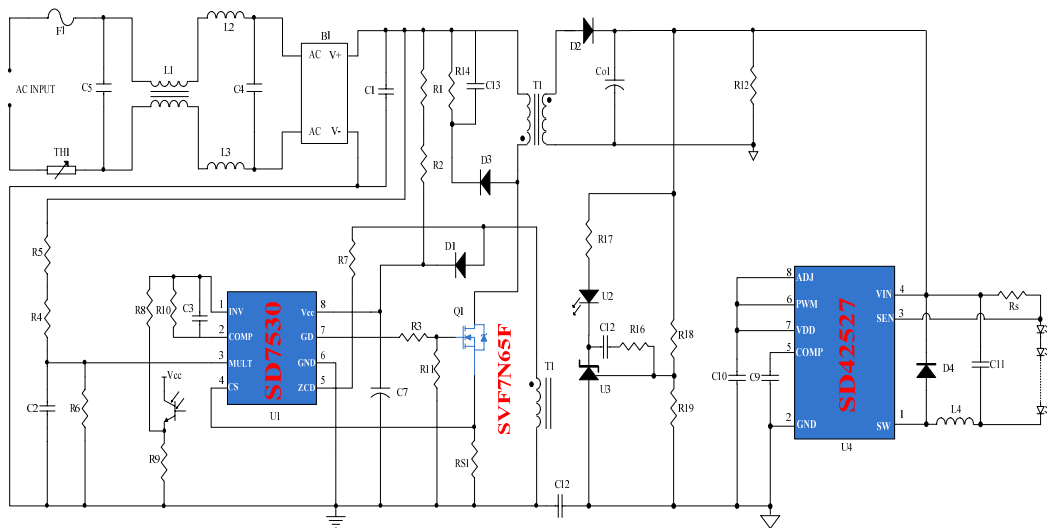 F1
L2
B1
D2
AC V+
R14
C13
T1
Co1
R12
L1
C5
C4
C1
R1
AC INPUT
AC V-
TH1
L3
R2
D3
R5
R7
D1
R17
8 ADJ
R4
R8
R10
C3
1 INV
Vcc 8
Q1
U2
VIN 4
6 PWM
Rs
SEN 3
2 COMP
GD 7
R3
C12
R16
R18
7 VDD
SD7530
SVF7N65F
SD42527
5 COMP
3 MULT
GND 6
R11
T1
U3
C10
C9
D4
C11
Vcc
4 CS
ZCD 5
C7
C2
R6
U1
R19
2 GND
SW 1
L4
U4
R9
RS1
C12